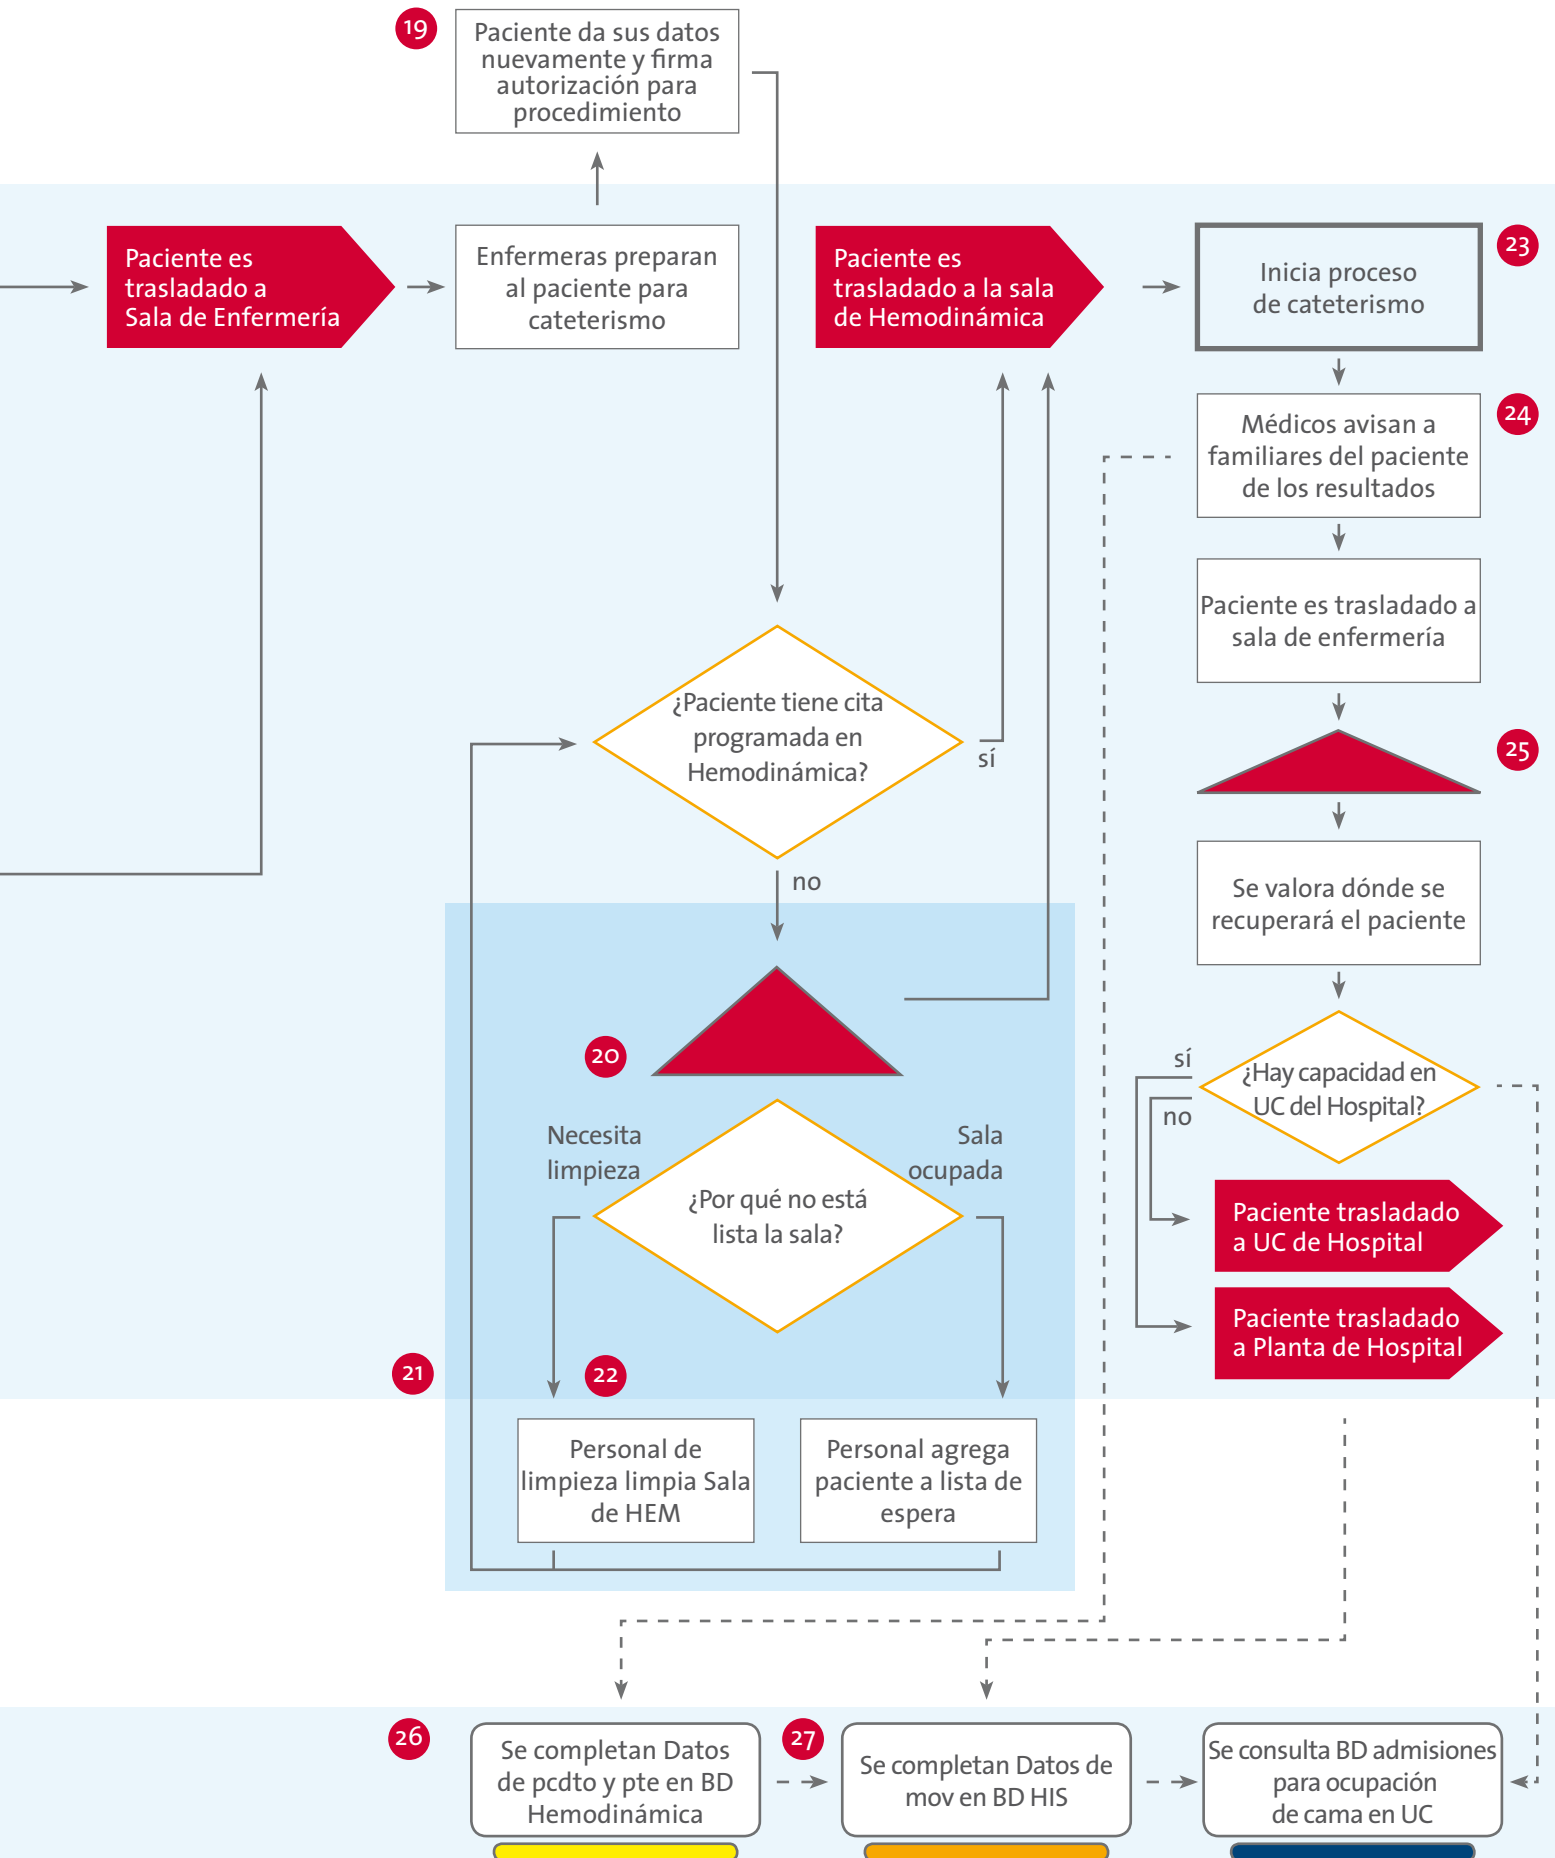 19
Paciente da sus datos
nuevamente y firma
autorización para
procedimiento
Paciente es
trasladado a
Sala de Enfermería
Enfermeras preparan
al paciente para
cateterismo
Paciente es
trasladado a la sala
de Hemodinámica
Inicia proceso
de cateterismo
23
Médicos avisan a
familiares del paciente
de los resultados
24
Paciente es trasladado a
sala de enfermería
¿Paciente tiene cita
programada en
Hemodinámica?
sí
no
25
Se valora dónde se
recuperará el paciente
20
¿Hay capacidad en
UC del Hospital?
sí
no
Necesita
limpieza
Sala
ocupada
¿Por qué no está
lista la sala?
Paciente trasladado
a UC de Hospital
Paciente trasladado
a Planta de Hospital
21
22
Personal de
limpieza limpia Sala
de HEM
Personal agrega
paciente a lista de
espera
26
Se completan Datos
de pcdto y pte en BD
Hemodinámica
27
Se completan Datos de
mov en BD HIS
Se consulta BD admisiones
para ocupación
de cama en UC